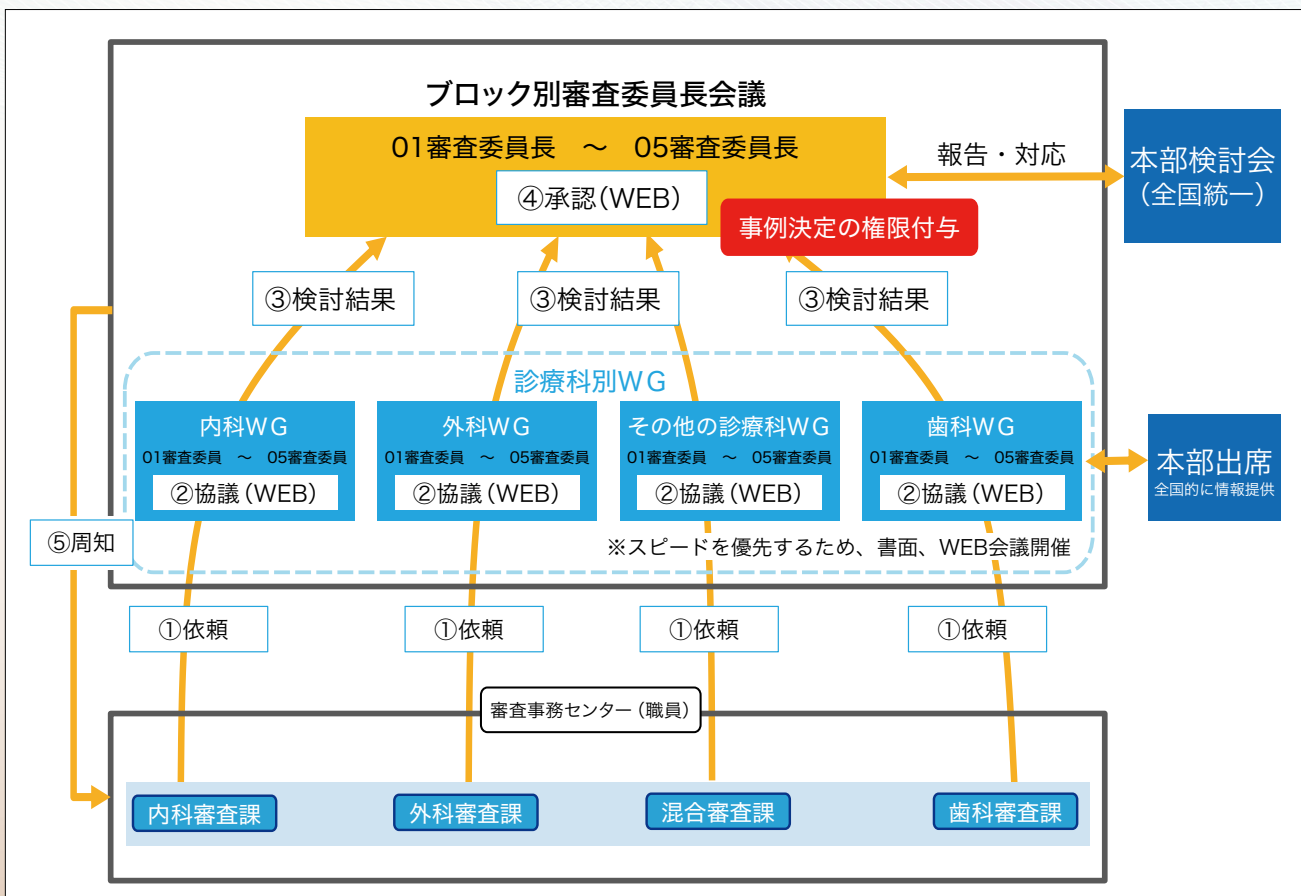 ブロック別審査委員長会議
01審査委員長　～　05審査委員長
④承認(WEB)
事例決定の権限付与
報告・対応
本部検討会
（全国統一）
③検討結果
③検討結果
③検討結果
診療科別WG
内科WG
01審査委員　～　05審査委員
②協議(WEB)
外科WG
01審査委員　～　05審査委員
②協議(WEB)
その他の診療科WG
01審査委員　～　05審査委員
②協議(WEB)
歯科WG
01審査委員　～　05審査委員
②協議(WEB)
本部出席
全国的に情報提供
※スピードを優先するため、書面、WEB会議開催
⑤周知
①依頼
①依頼
①依頼
①依頼
審査事務センター(職員)
内科審査課
外科審査課
混合審査課
歯科審査課